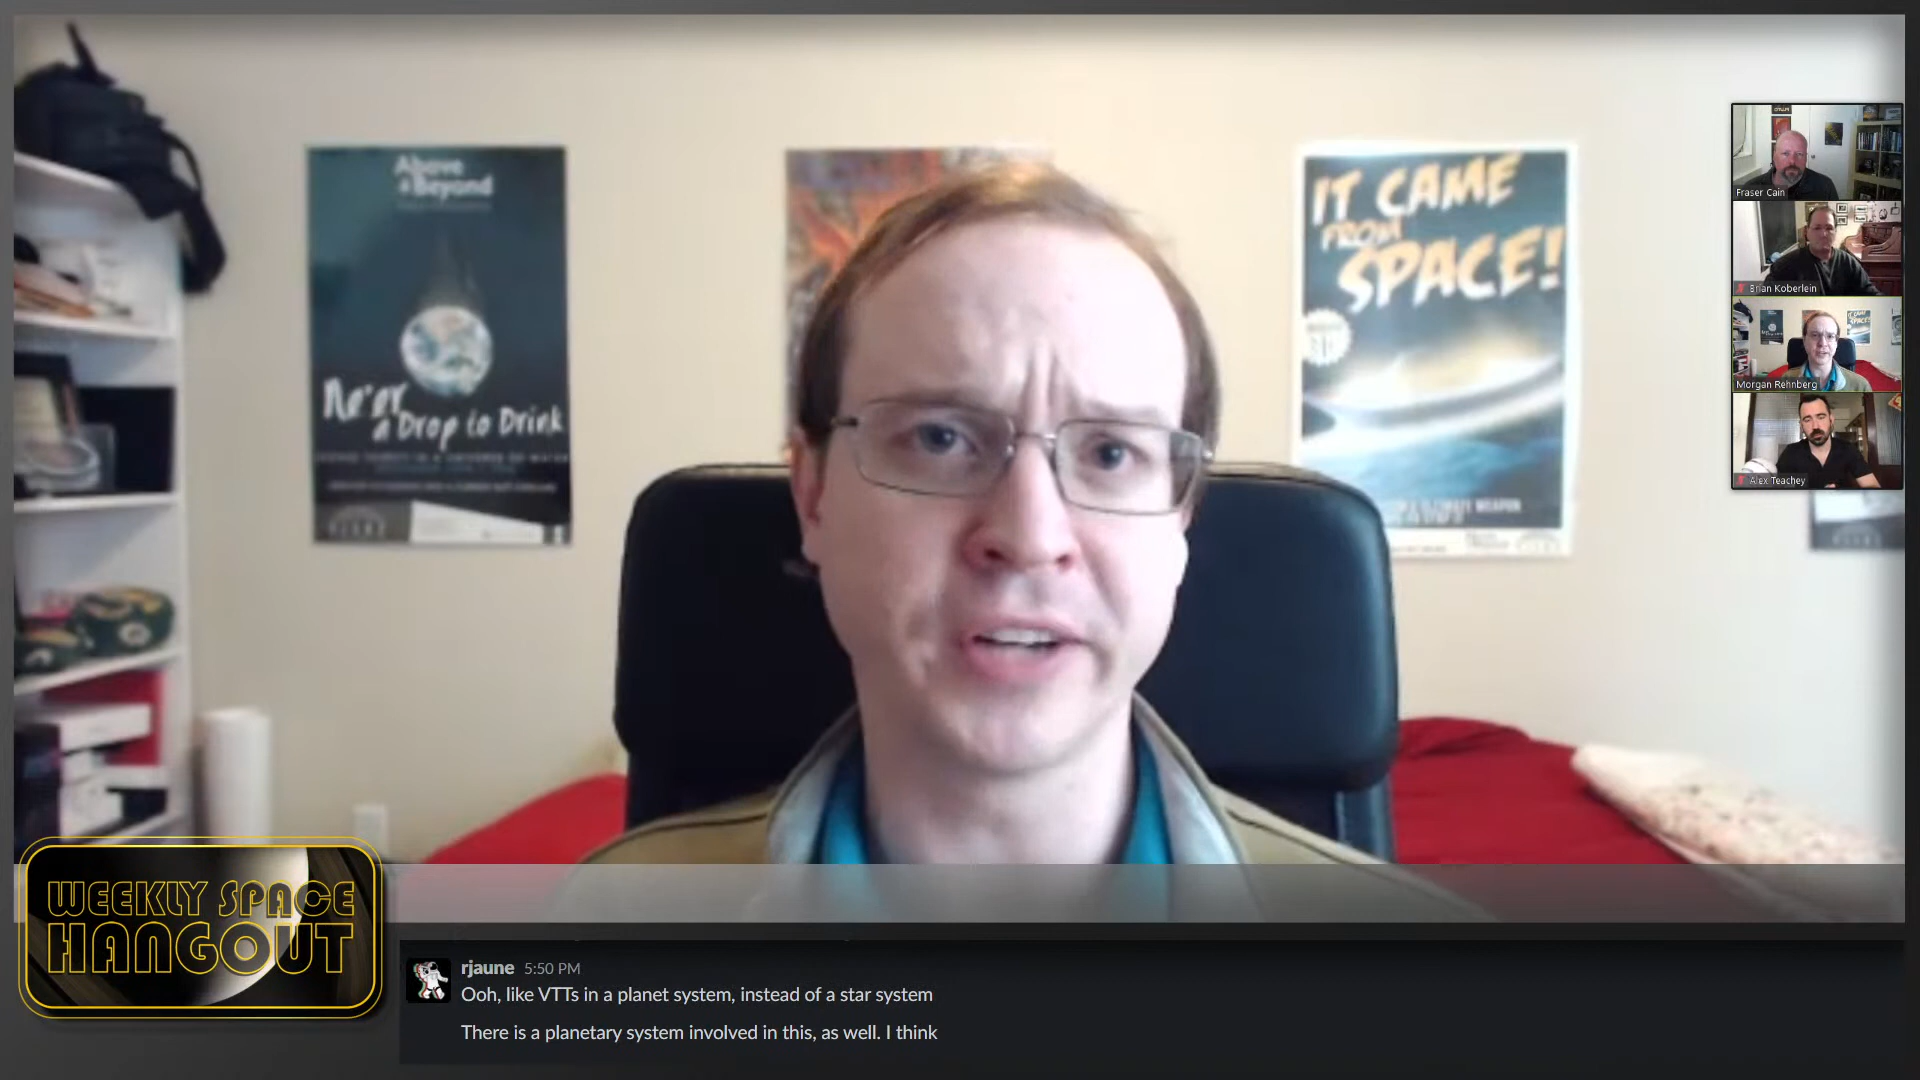 Above
& Beyond
Ne'er
a Drop to Drink
IT CAME
FROM
SPACE!
Fraser Cain
Brian Koberlein
Morgan Rehnberg
Alex Teachey
WEEKLY SPACE
HANGOUT
rjaune 5:50 PM
Ooh, like VTTs in a planet system, instead of a star system
There is a planetary system involved in this, as well. I think